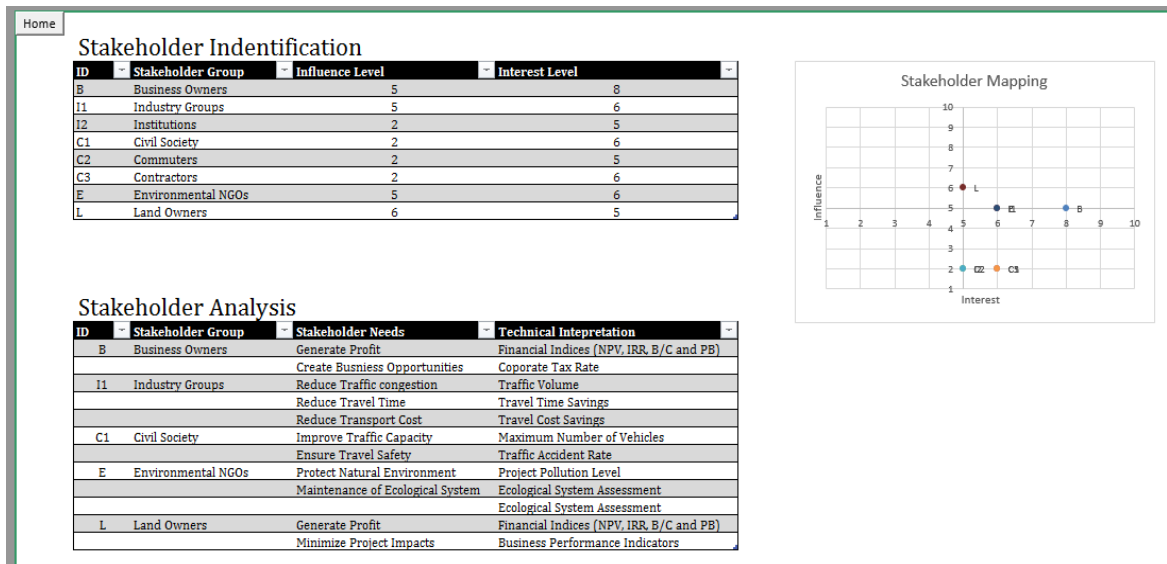 Home
Stakeholder Indentification
ID Stakeholder Group Influence Level Interest Level
B Business Owners 5 8
I1 Industry Groups 5 6
I2 Institutions 2 5
C1 Civil Society 2 6
C2 Commuters 2 5
C3 Contractors 2 6
E Environmental NGOs 5 6
L Land Owners 6 5
Stakeholder Mapping
10
9
8
7
6 L
Influence
5 B
1 2 3 4 5 6 7 8 9 10
4
3
2
1
Interest
Stakeholder Analysis
ID Stakeholder Group Stakeholder Needs Technical Intepretation
B Business Owners Generate Profit Financial Indices (NPV, IRR, B/C and PB)
Create Busniess Opportunities Coporate Tax Rate
I1 Industry Groups Reduce Traffic congestion Traffic Volume
Reduce Travel Time Travel Time Savings
Reduce Transport Cost Travel Cost Savings
C1 Civil Society Improve Traffic Capacity Maximum Number of Vehicles
Ensure Travel Safety Traffic Accident Rate
E Environmental NGOs Protect Natural Environment Project Pollution Level
Maintenance of Ecological System Ecological System Assessment
Ecological System Assessment
L Land Owners Generate Profit Financial Indices (NPV, IRR, B/C and PB)
Minimize Project Impacts Business Performance Indicators